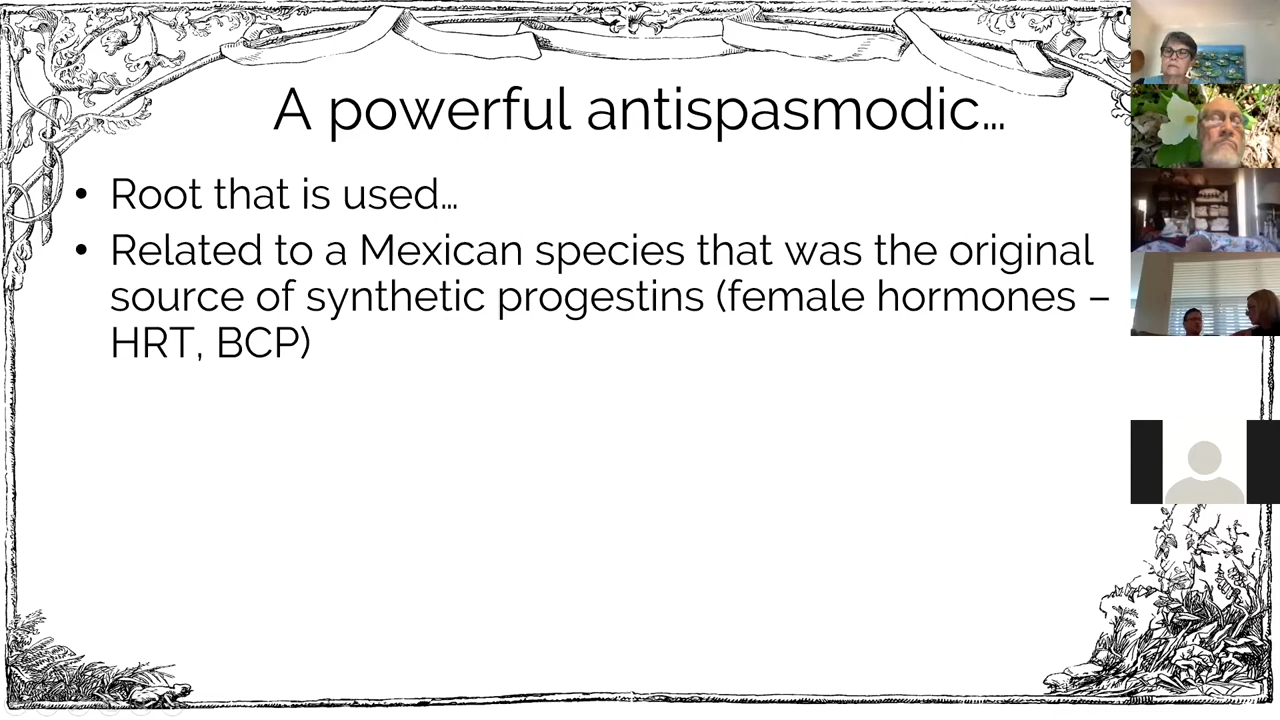 A powerful antispasmodic…
• Root that is used…
• Related to a Mexican species that was the original
source of synthetic progestins (female hormones –
HRT, BCP)